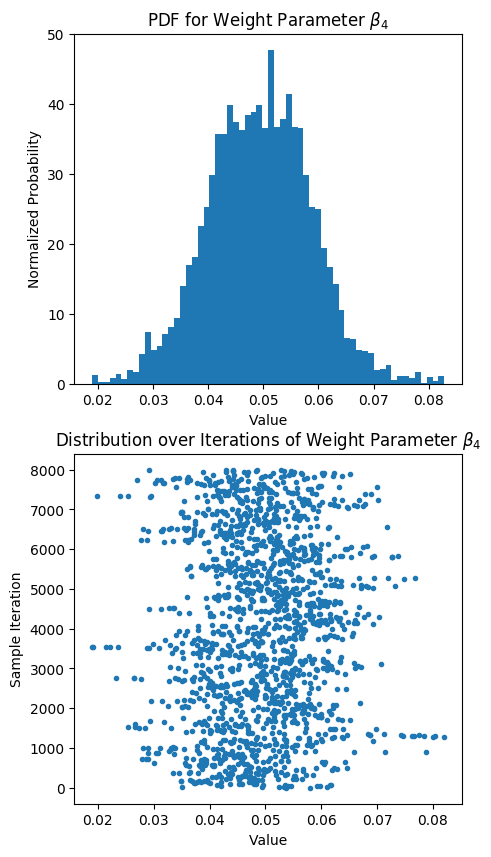 PDF for Weight Parameter β₄
50
40
30
20
10
0
Normalized Probability
0.02 0.03 0.04 0.05 0.06 0.07 0.08
Value
Distribution over Iterations of Weight Parameter β₄
8000
7000
6000
5000
4000
3000
2000
1000
0
Sample Iteration
0.02 0.03 0.04 0.05 0.06 0.07 0.08
Value